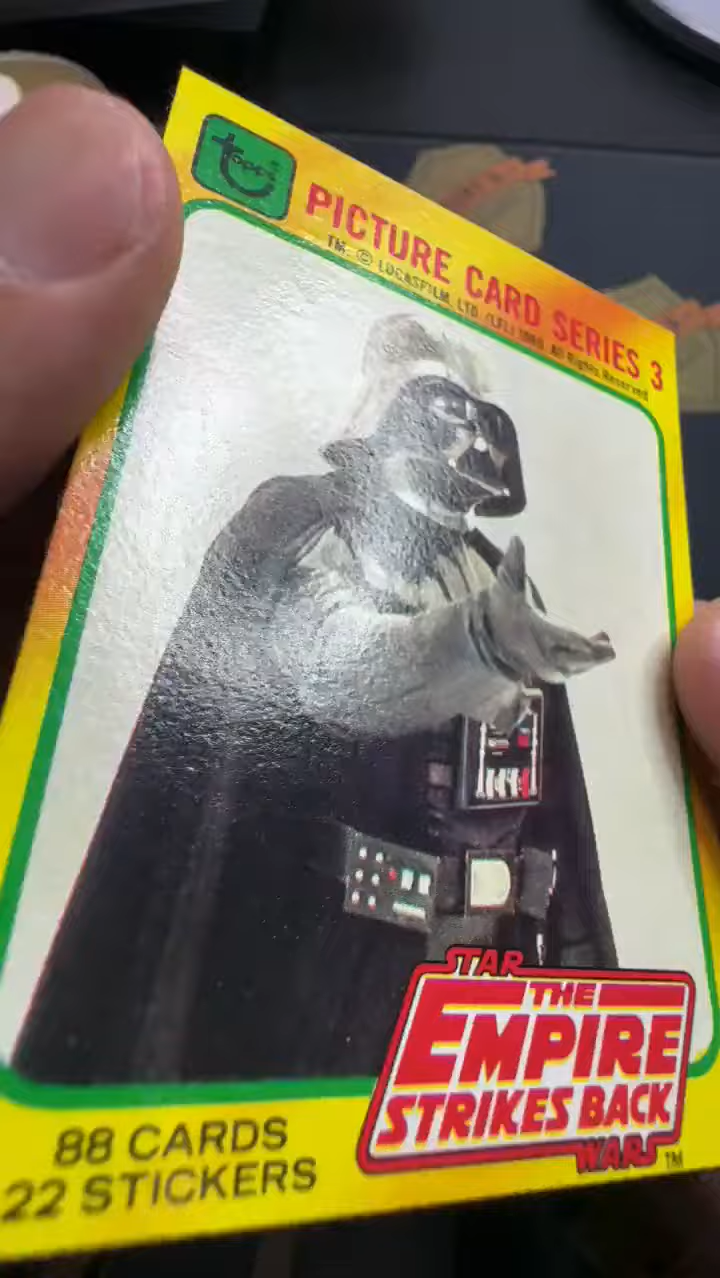 topps
PICTURE CARD SERIES 3
TM: © LUCASFILM, LTD. (LFL) 1980. All Rights Reserved
STAR
THE
EMPIRE
STRIKES BACK
WARS TM
88 CARDS
22 STICKERS